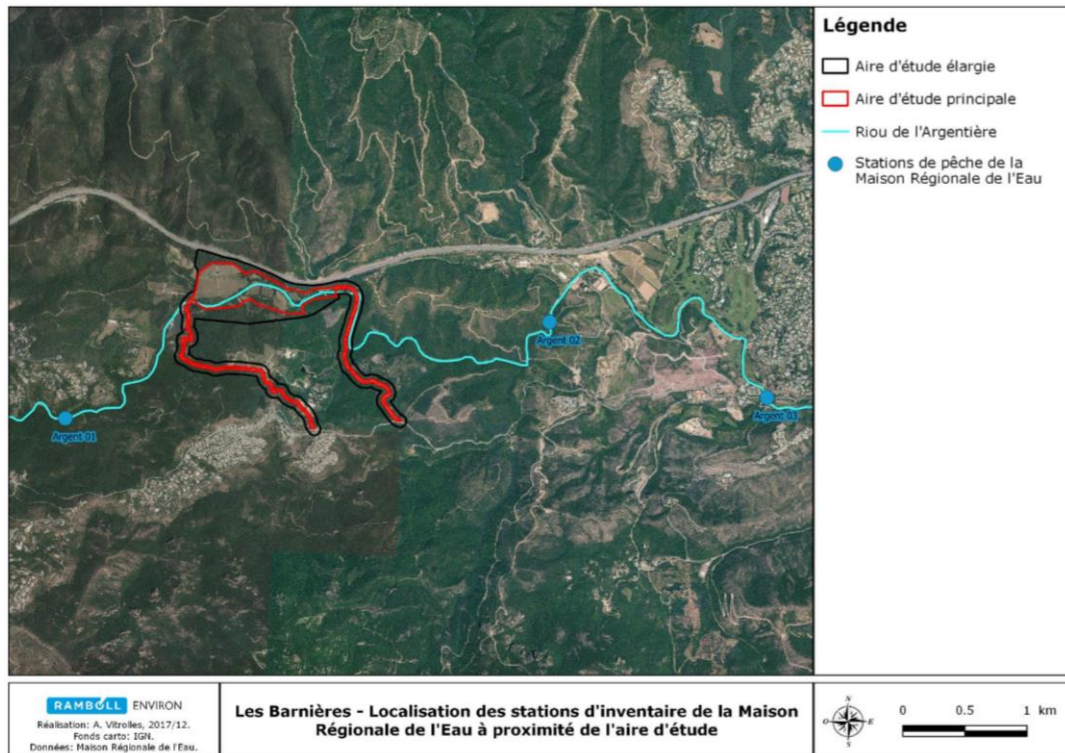 Légende
Aire d'étude élargie
Aire d'étude principale
Riou de l'Argentière
Stations de pêche de la
Maison Régionale de l'Eau
Argent 01
Argent 02
Argent 03
RAMBOLL ENVIRON
Réalisation: A. Vitrolles, 2017/12.
Fonds carto: IGN.
Données: Maison Régionale de l'Eau.
Les Barnières - Localisation des stations d'inventaire de la Maison
Régionale de l'Eau à proximité de l'aire d'étude
N
O E
S
0 0.5 1 km